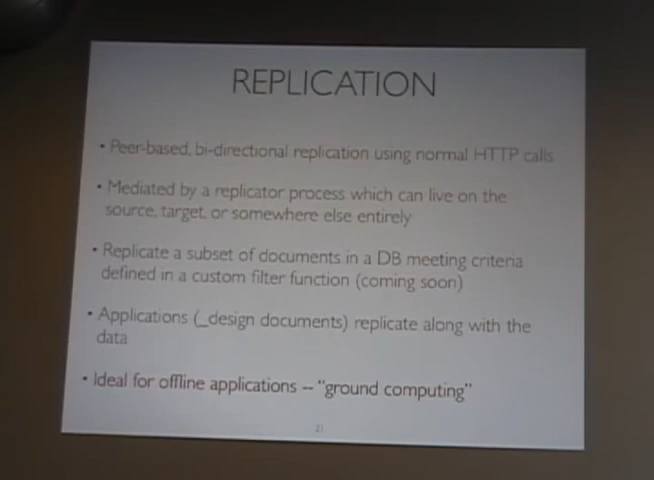 REPLICATION
• Peer-based, bi-directional replication using normal HTTP calls
• Mediated by a replicator process which can live on the
source, target, or somewhere else entirely
• Replicate a subset of documents in a DB meeting criteria
defined in a custom filter function (coming soon)
• Applications (_design documents) replicate along with the
data
• Ideal for offline applications -- "ground computing"
21